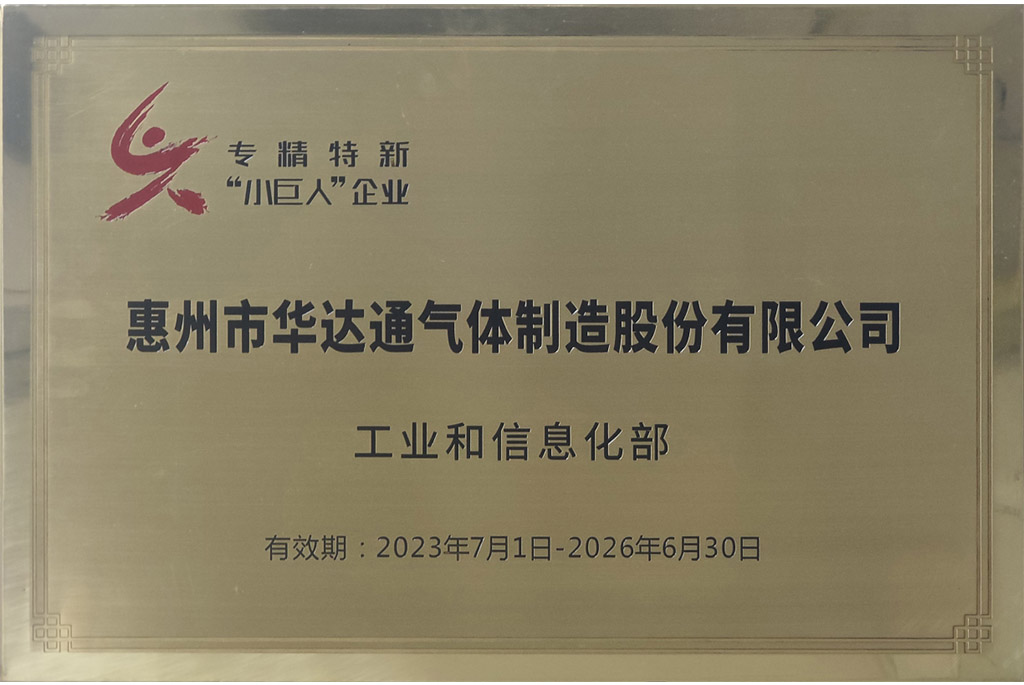 专精特新
“小巨人”企业
惠州市华达通气体制造股份有限公司
工业和信息化部
有效期：2023年7月1日-2026年6月30日